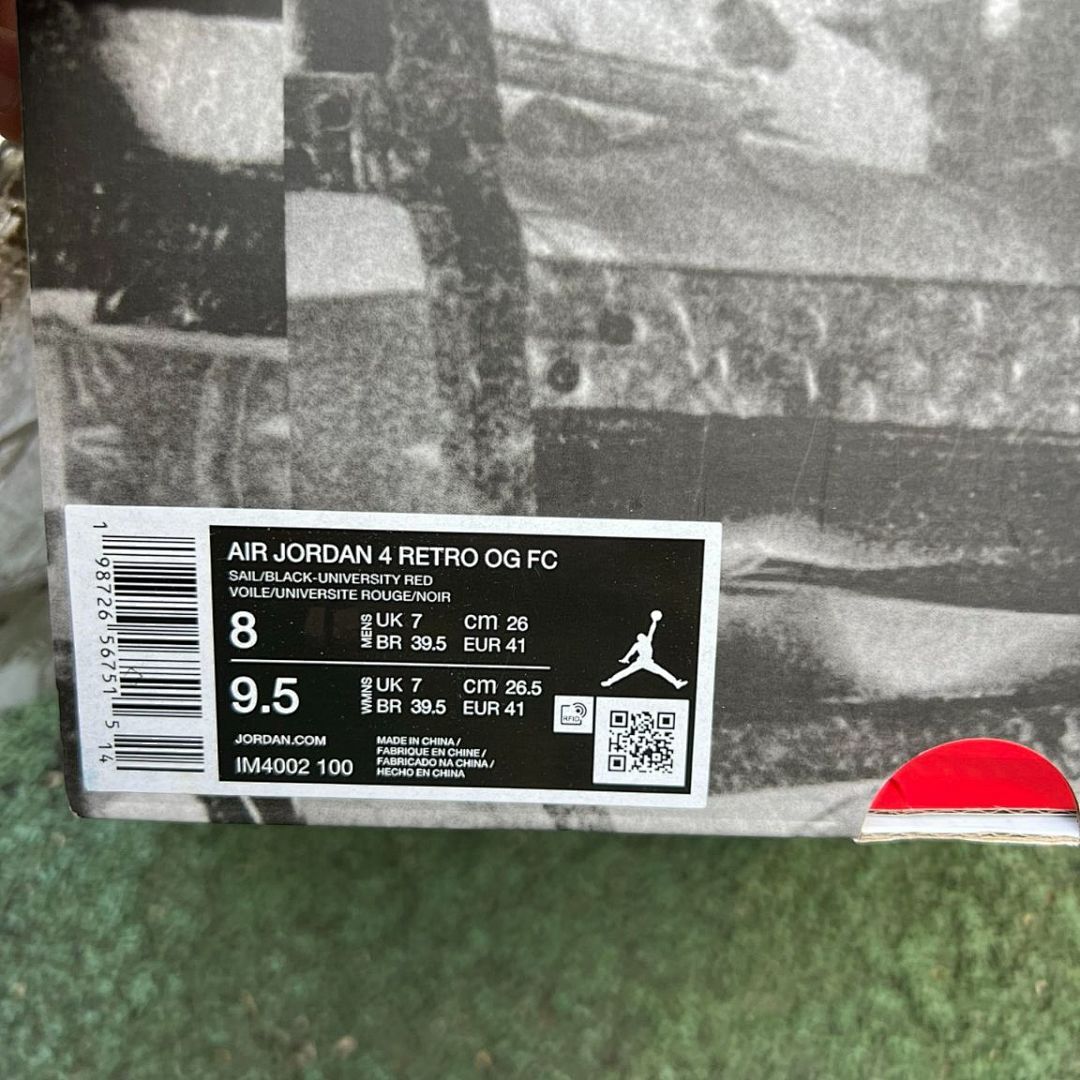 1 98726 56751 5 14
AIR JORDAN 4 RETRO OG FC
SAIL/BLACK-UNIVERSITY RED
VOILE/UNIVERSITE ROUGE/NOIR
8 MENS UK 7 cm 26
BR 39.5 EUR 41
9.5 WMNS UK 7 cm 26.5
BR 39.5 EUR 41
JORDAN.COM
IM4002 100
MADE IN CHINA /
FABRIQUE EN CHINE /
FABRICADO NA CHINA /
HECHO EN CHINA
RFID